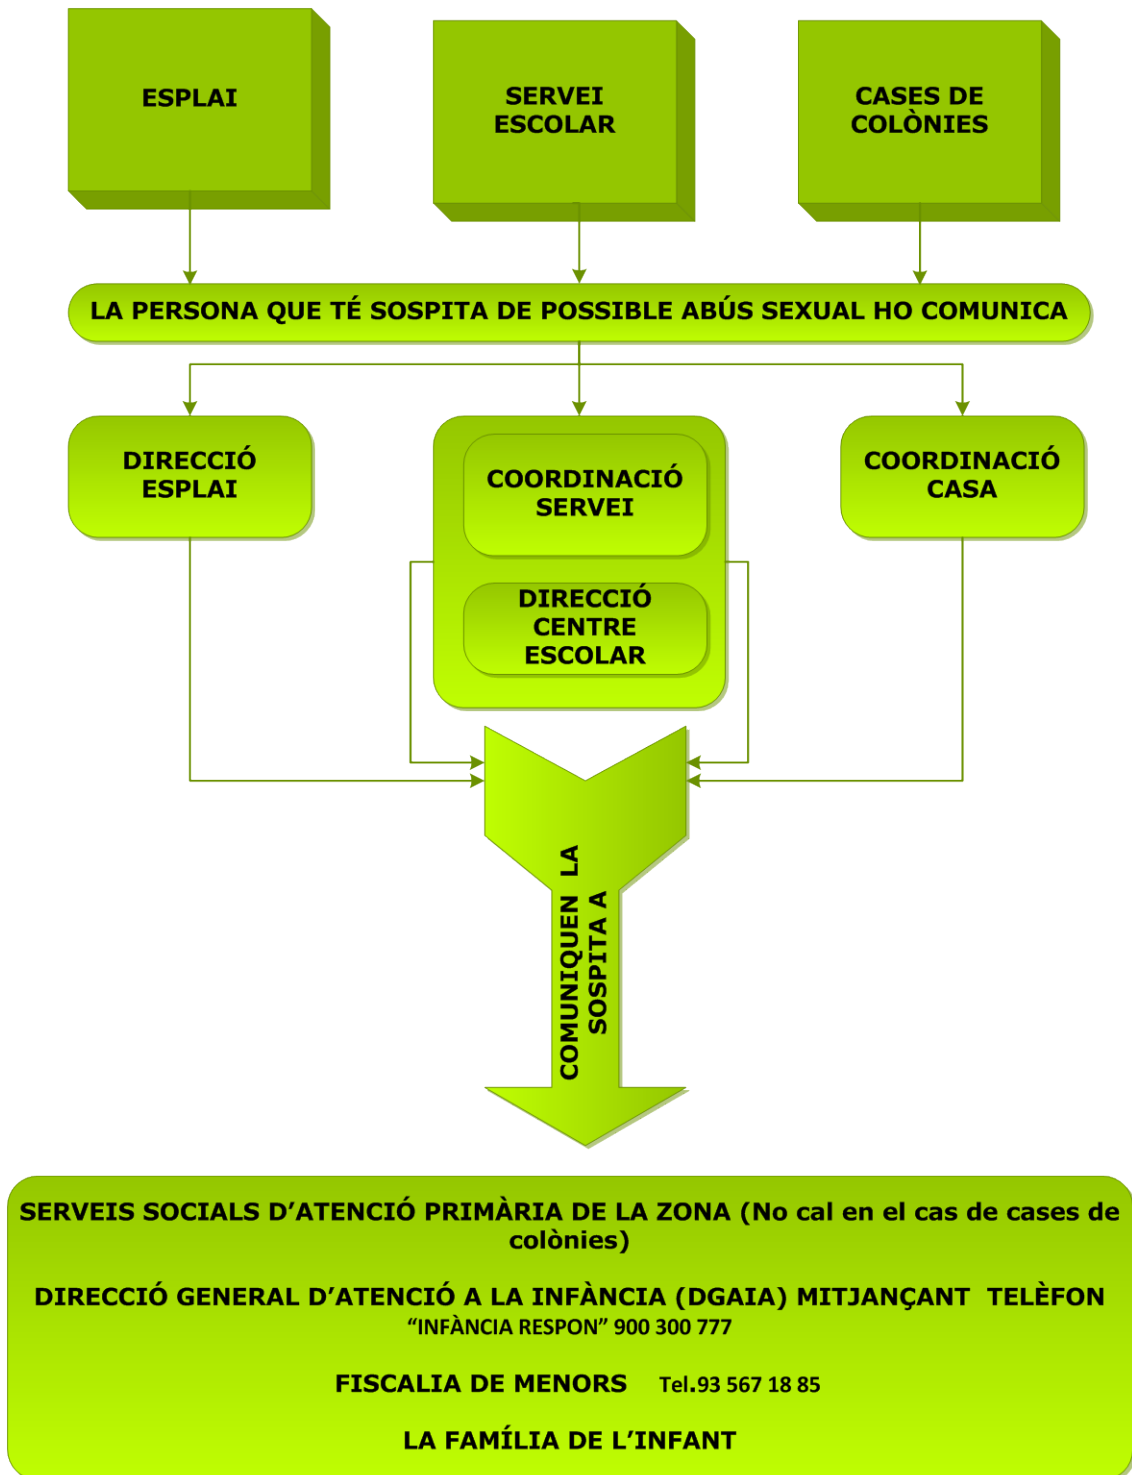 ESPLAI
SERVEI
ESCOLAR
CASES DE
COLÒNIES
LA PERSONA QUE TÉ SOSPITA DE POSSIBLE ABÚS SEXUAL HO COMUNICA
DIRECCIÓ
ESPLAI
COORDINACIÓ
SERVEI
DIRECCIÓ
CENTRE
ESCOLAR
COORDINACIÓ
CASA
COMUNIQUEN LA
SOSPITA A
SERVEIS SOCIALS D’ATENCIÓ PRIMÀRIA DE LA ZONA (No cal en el cas de cases de
colònies)
DIRECCIÓ GENERAL D’ATENCIÓ A LA INFÀNCIA (DGAIA) MITJANÇANT TELÈFON
“INFÀNCIA RESPON” 900 300 777
FISCALIA DE MENORS Tel.93 567 18 85
LA FAMÍLIA DE L’INFANT